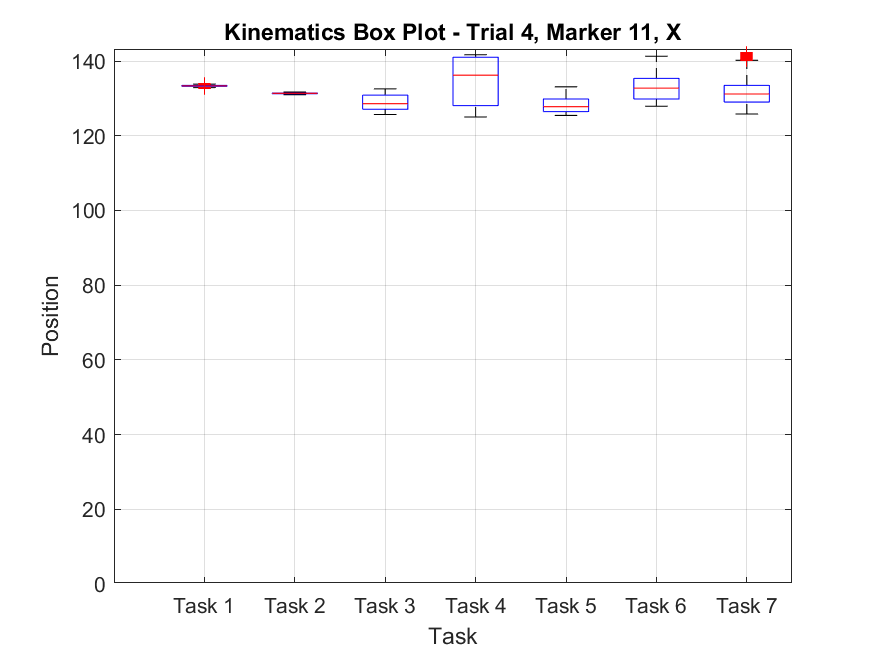 Kinematics Box Plot - Trial 4, Marker 11, X
140
120
100
80
60
40
20
0
Position
Task 1 Task 2 Task 3 Task 4 Task 5 Task 6 Task 7
Task